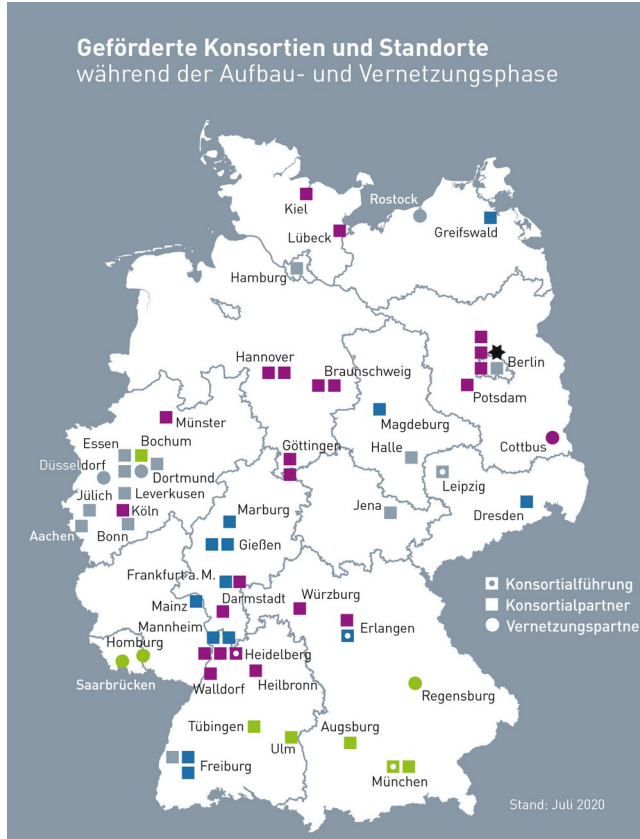 Geförderte Konsortien und Standorte
während der Aufbau- und Vernetzungsphase
Kiel
Rostock
Lübeck
Greifswald
Hamburg
Hannover
Braunschweig
Berlin
Potsdam
Magdeburg
Münster
Essen
Bochum
Göttingen
Halle
Cottbus
Düsseldorf
Dortmund
Leipzig
Jülich
Leverkusen
Köln
Marburg
Jena
Dresden
Aachen
Bonn
Gießen
Frankfurt a. M.
Konsortialführung
Mainz
Darmstadt
Würzburg
Konsortialpartner
Mannheim
Erlangen
Vernetzungspartner
Homburg
Heidelberg
Saarbrücken
Walldorf
Heilbronn
Regensburg
Tübingen
Ulm
Augsburg
Freiburg
München
Stand: Juli 2020